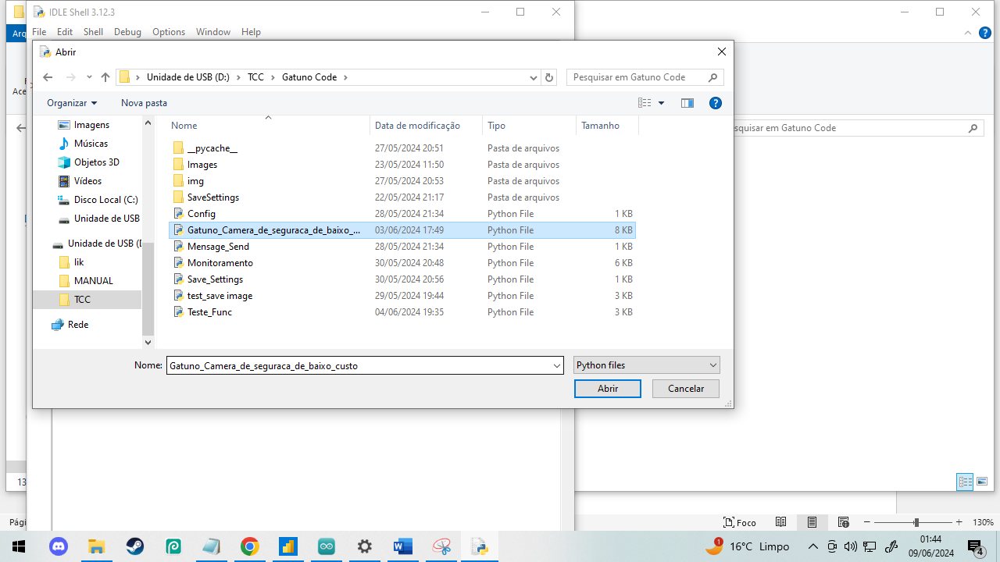 IDLE Shell 3.12.3
File Edit Shell Debug Options Window Help
Abrir
Unidade de USB (D:) TCC Gatuno Code
Pesquisar em Gatuno Code
Organizar Nova pasta
squisar em Gatuno Code
Nome Data de modificação Tipo Tamanho
Imagens
Músicas
Objetos 3D
Vídeos
Disco Local (C:)
Unidade de USB
Unidade de USB (
lik
MANUAL
TCC
Rede
__pycache__ 27/05/2024 20:51 Pasta de arquivos
Images 23/05/2024 11:50 Pasta de arquivos
img 27/05/2024 20:53 Pasta de arquivos
SaveSettings 22/05/2024 21:17 Pasta de arquivos
Config 28/05/2024 21:34 Python File 1 KB
Gatuno_Camera_de_seguraca_de_baixo_... 03/06/2024 17:49 Python File 8 KB
Mensage_Send 28/05/2024 21:34 Python File 1 KB
Monitoramento 30/05/2024 20:48 Python File 6 KB
Save_Settings 30/05/2024 20:56 Python File 1 KB
test_save image 29/05/2024 19:44 Python File 3 KB
Teste_Func 04/06/2024 19:35 Python File 3 KB
Nome: Gatuno_Camera_de_seguraca_de_baixo_custo
Python files
Abrir Cancelar
Arq
Ace
13
Pági
Foco
130%
1
16°C Limpo
01:44
09/06/2024
4